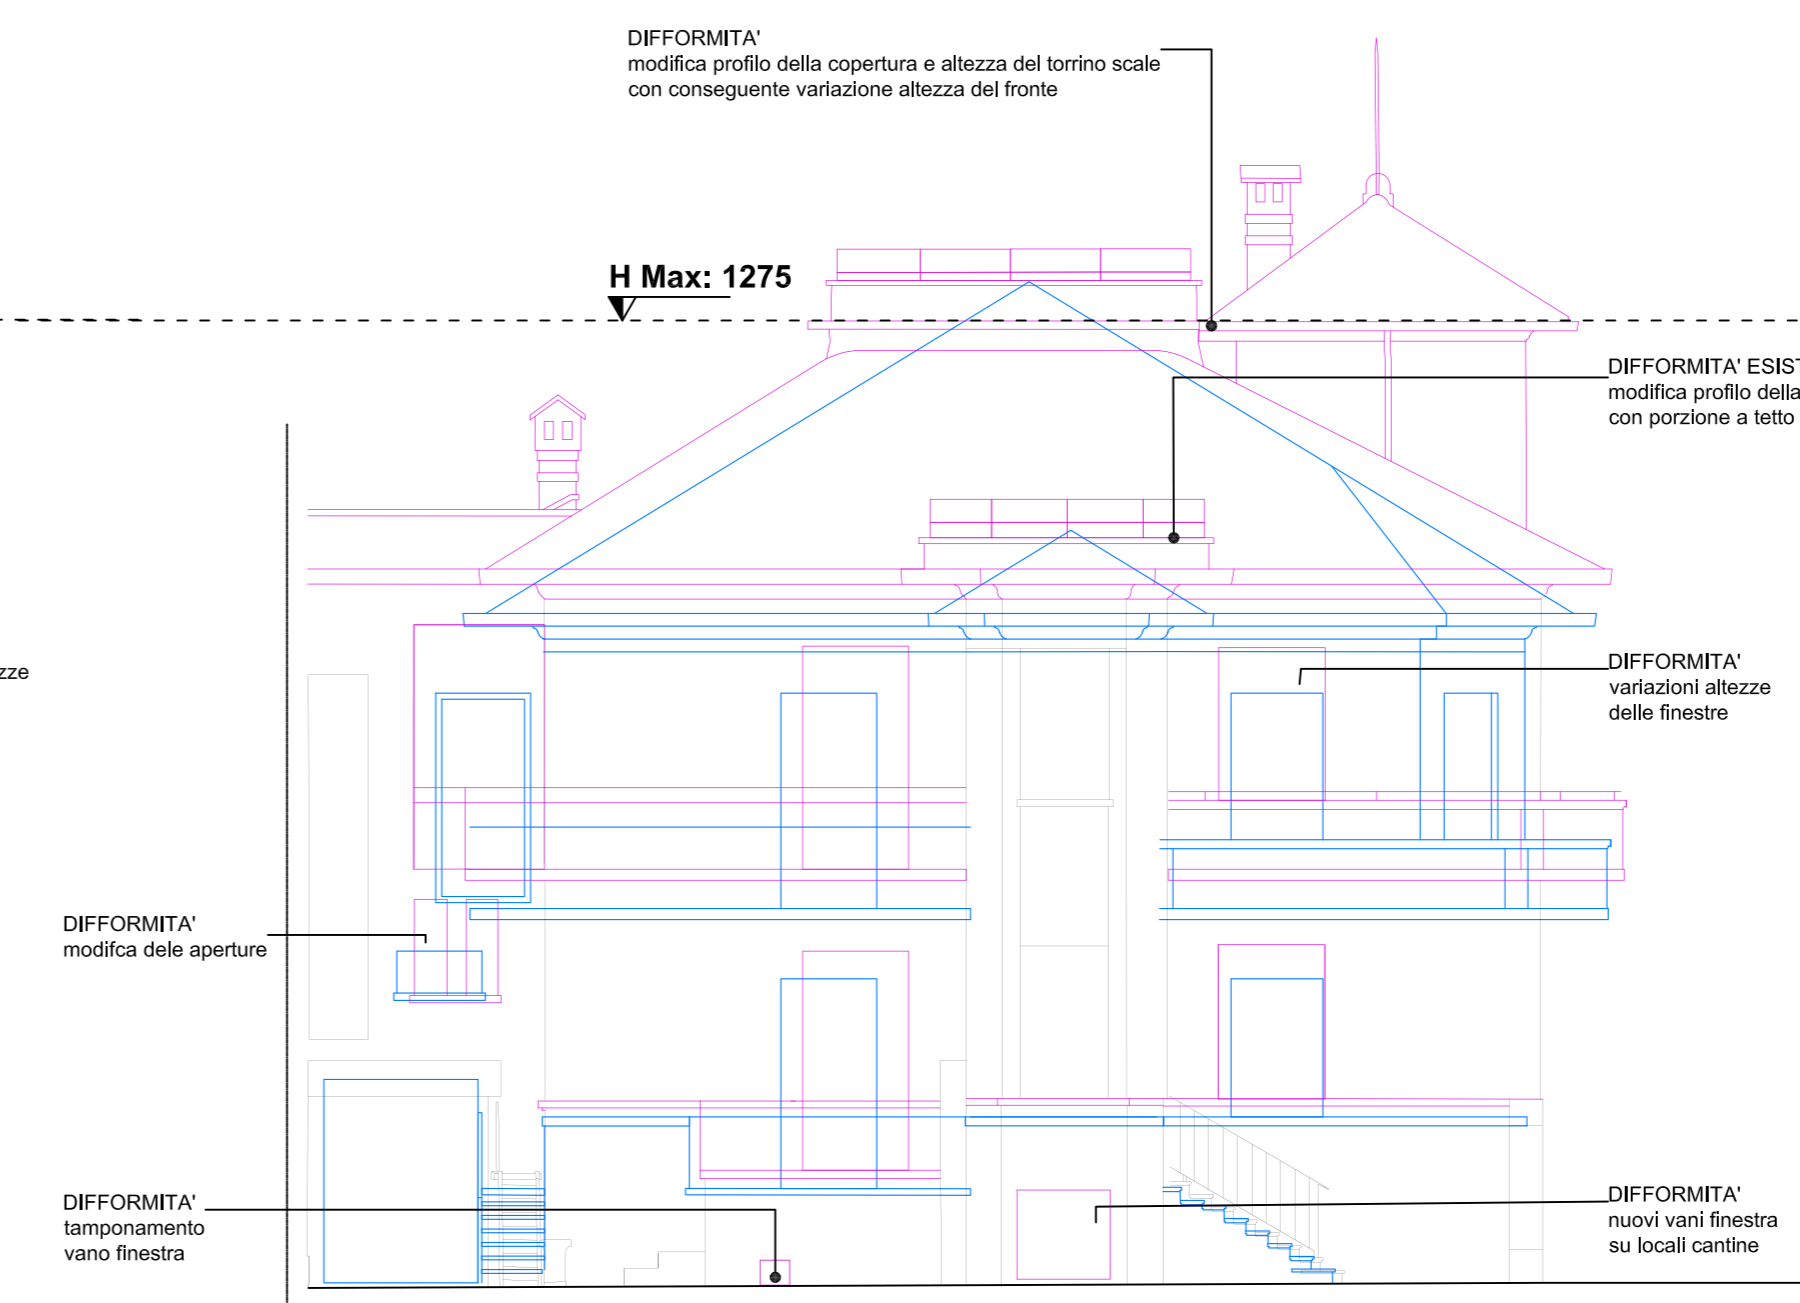 DIFFORMITA'
modifica profilo della copertura e altezza del torrino scale
con conseguente variazione altezza del fronte
H Max: 1275
DIFFORMITA' ESIST
modifica profilo della
con porzione a tetto
zze
DIFFORMITA'
variazioni altezze
delle finestre
DIFFORMITA'
modifca dele aperture
DIFFORMITA'
tamponamento
vano finestra
DIFFORMITA'
nuovi vani finestra
su locali cantine